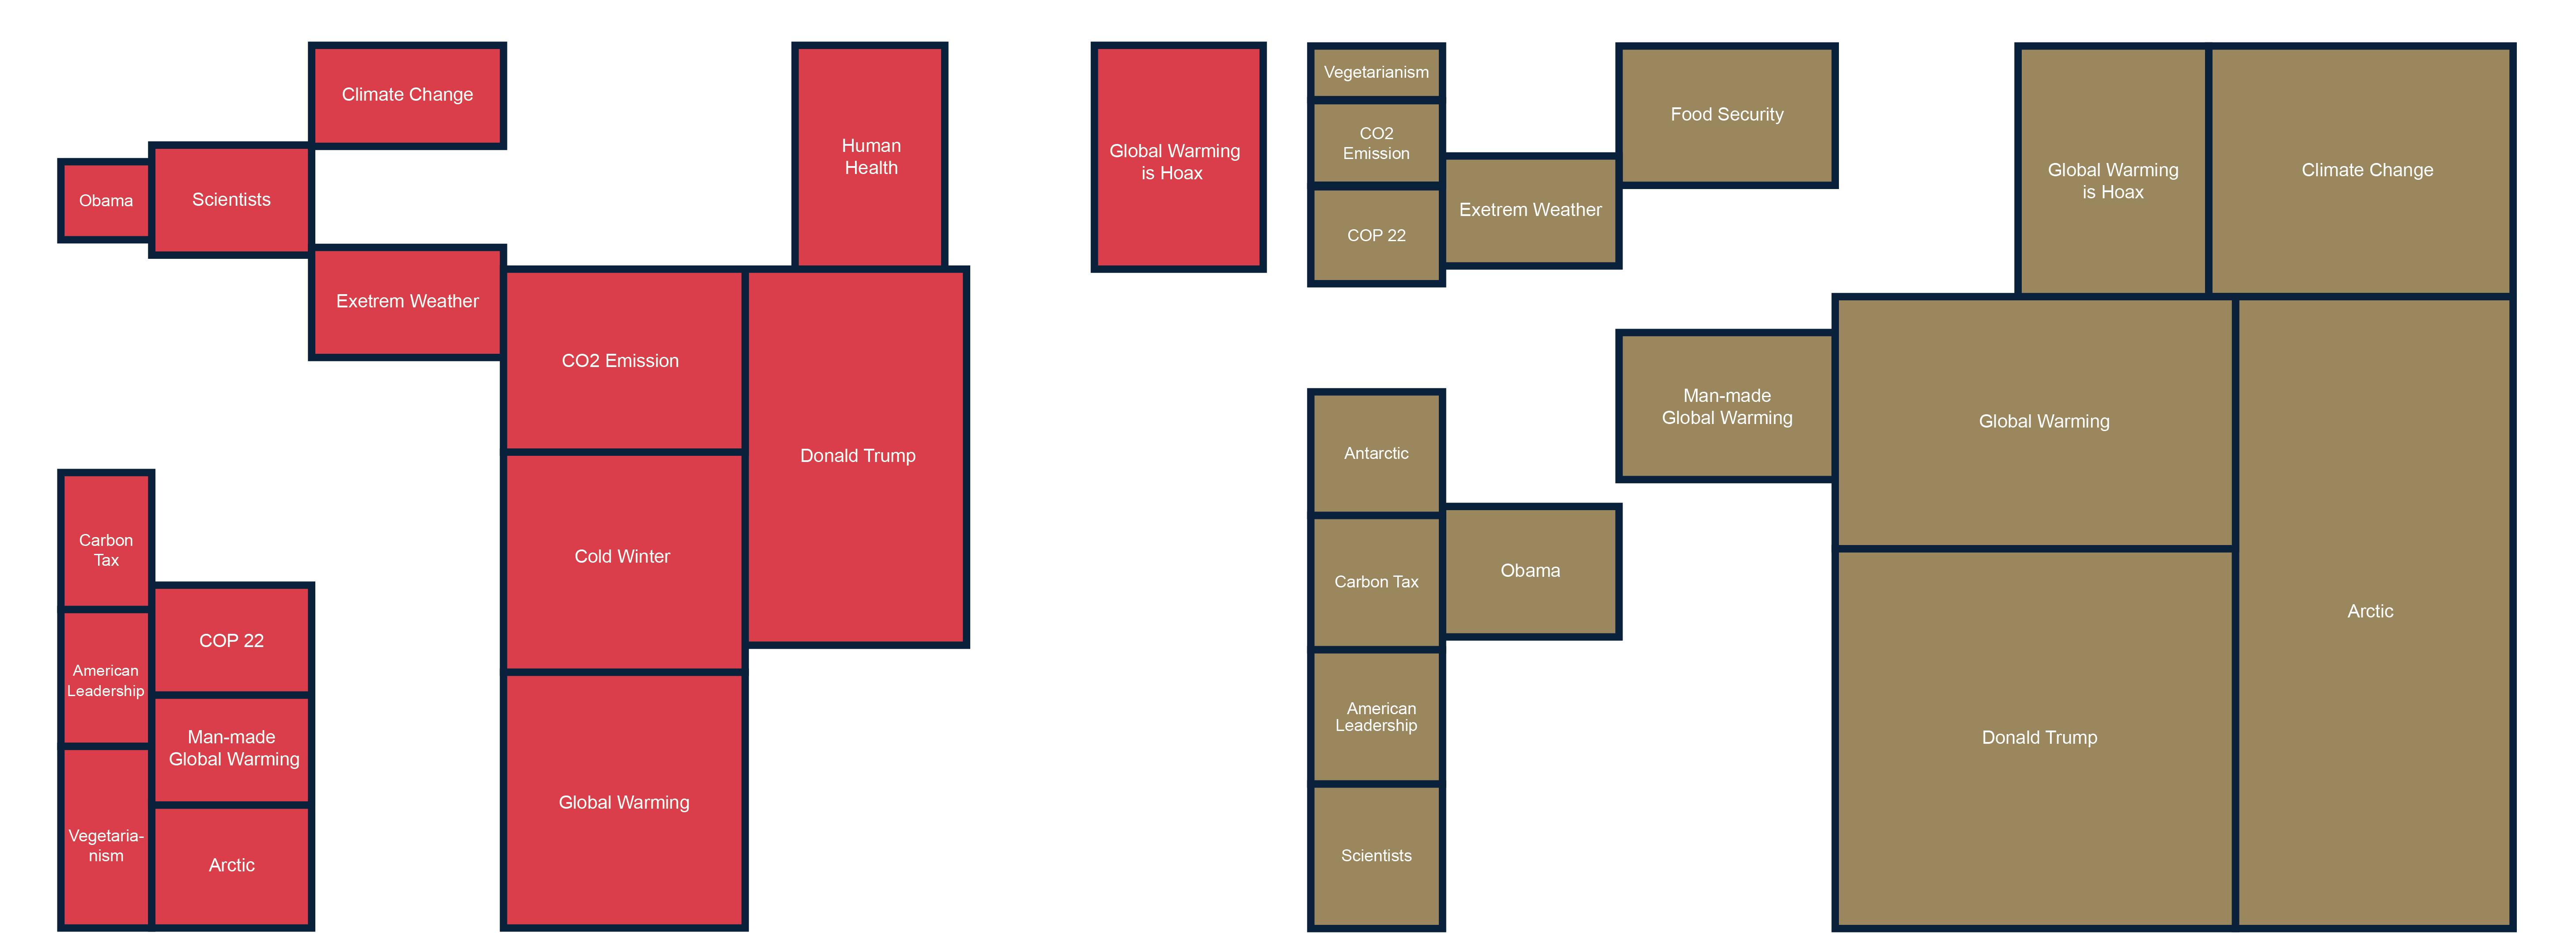 Climate Change
Obama
Scientists
Exetrem Weather
Human
Health
Global Warming
is Hoax
CO2 Emission
Donald Trump
Cold Winter
Global Warming
Carbon
Tax
American
Leadership
Vegetaria-
nism
COP 22
Man-made
Global Warming
Arctic
Vegetarianism
CO2
Emission
COP 22
Exetrem Weather
Food Security
Global Warming
is Hoax
Climate Change
Man-made
Global Warming
Global Warming
Antarctic
Carbon Tax
Obama
American
Leadership
Scientists
Donald Trump
Arctic